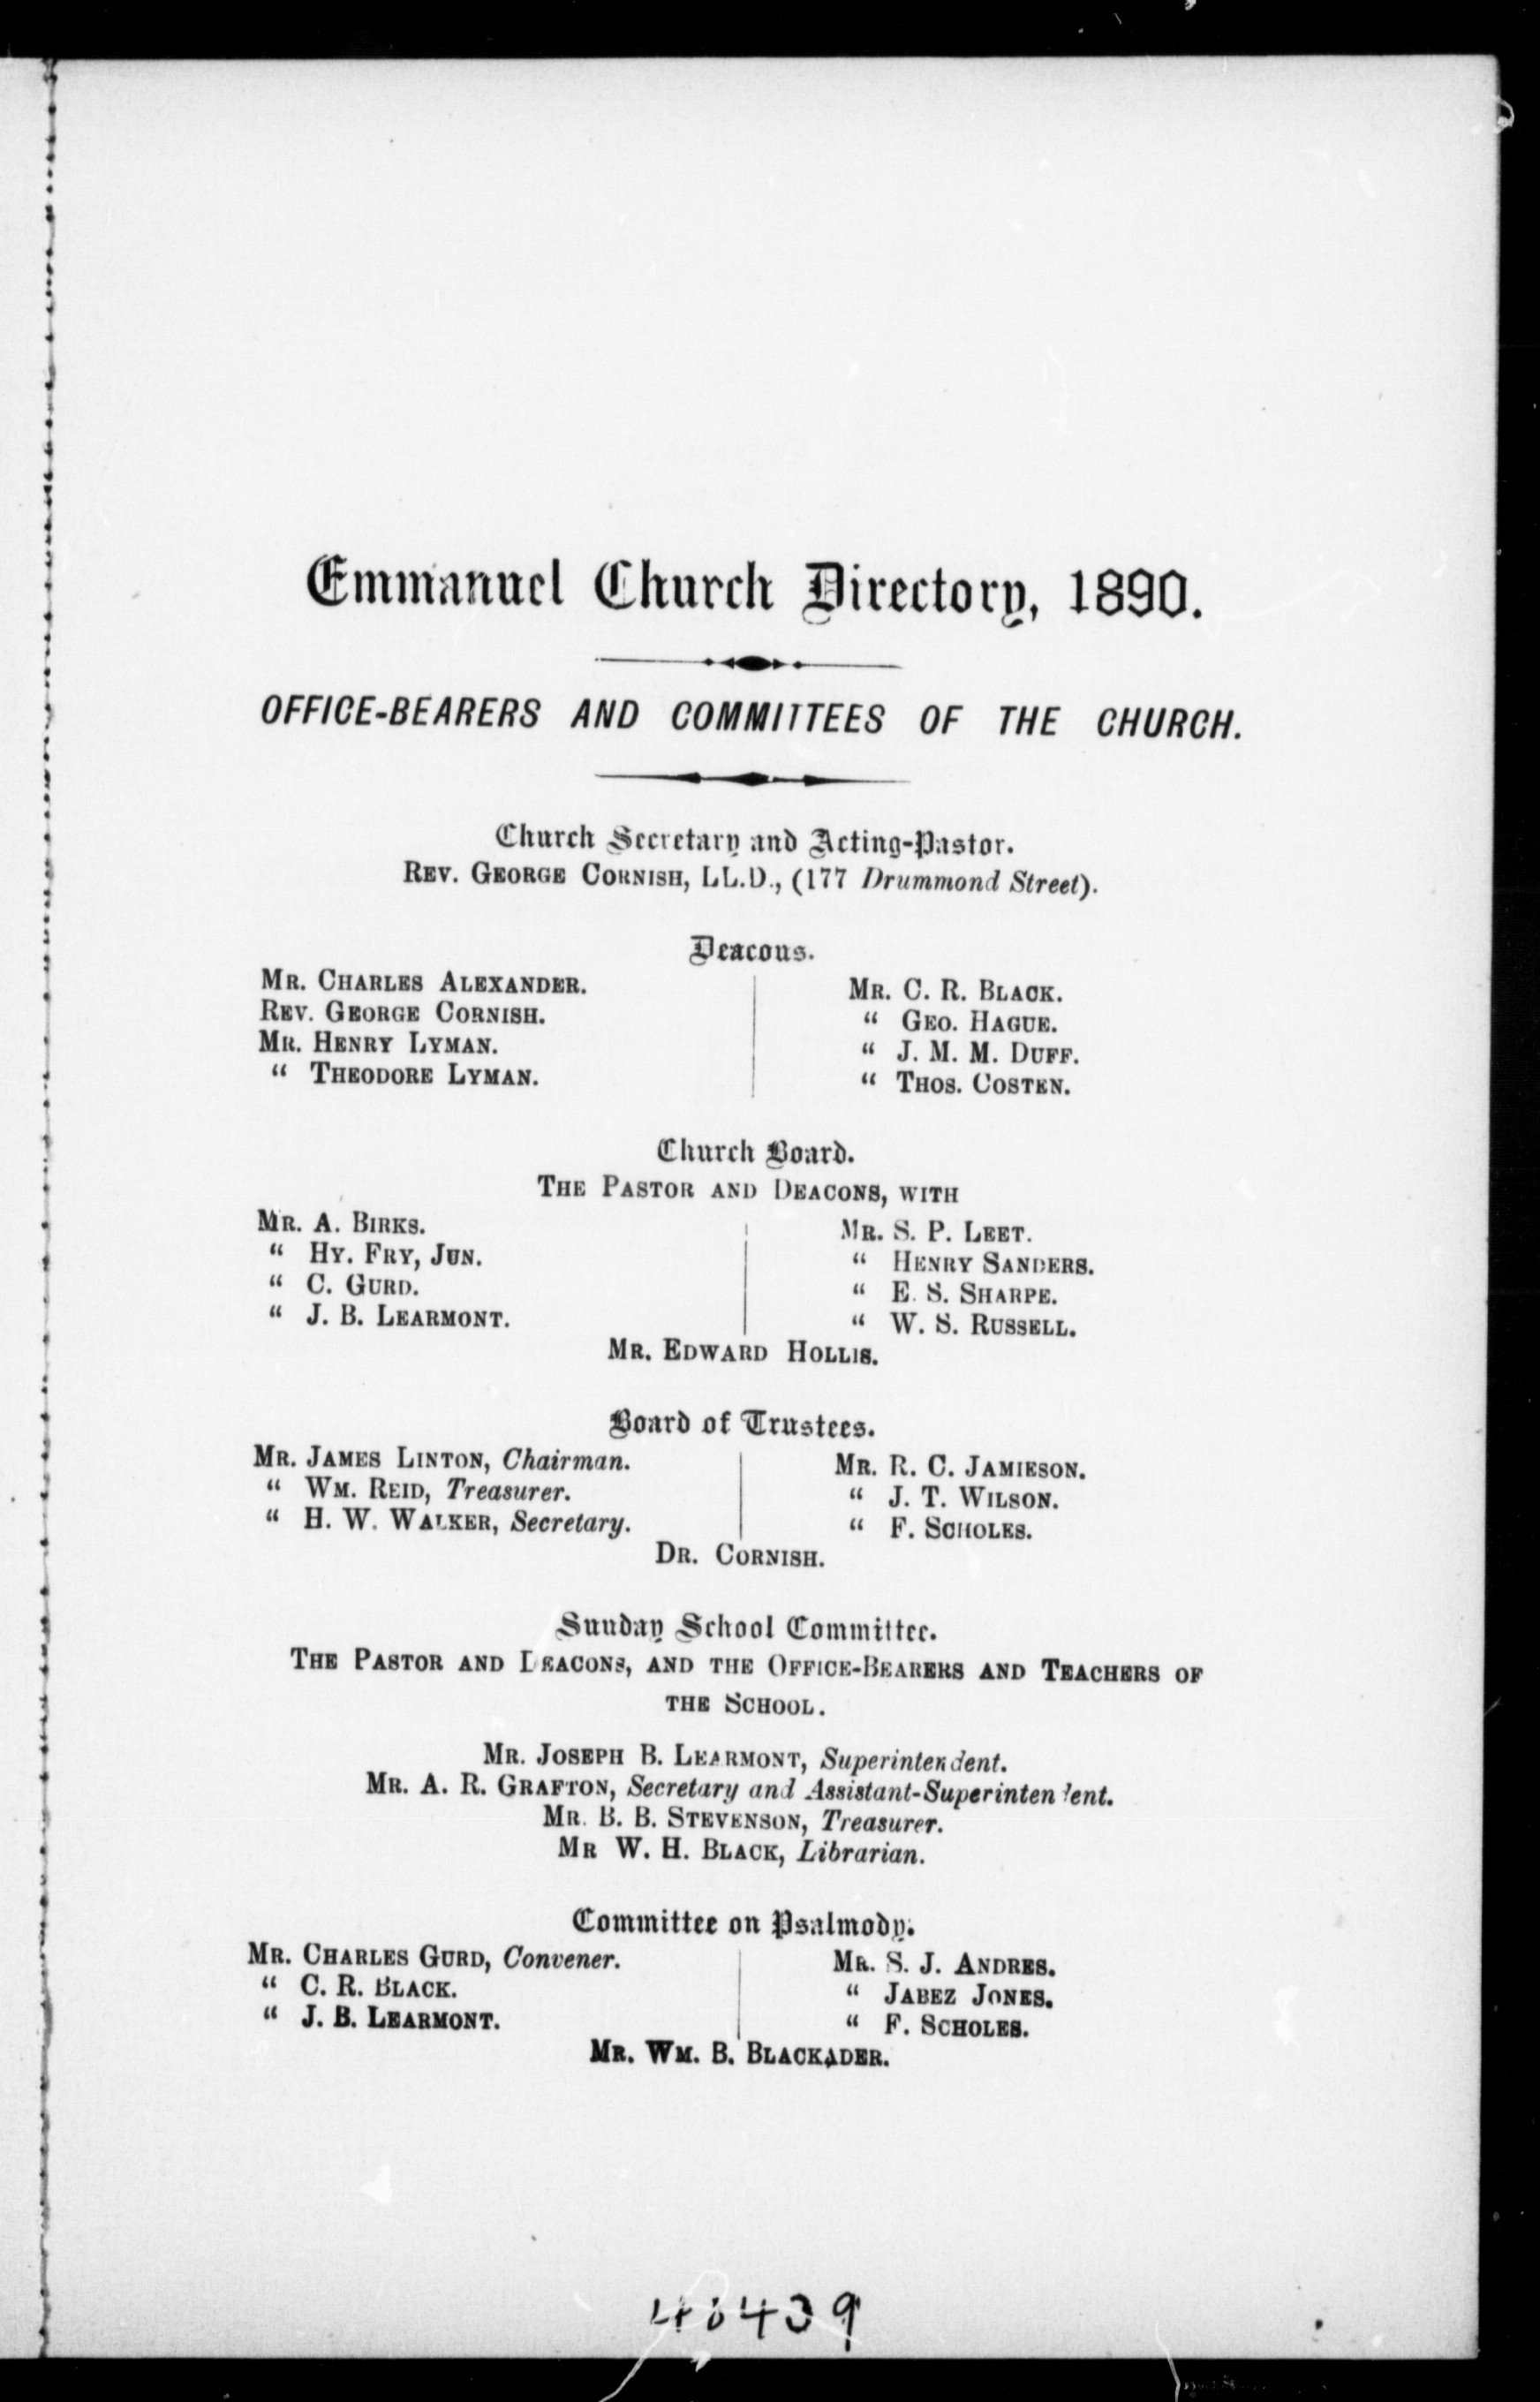 Emmanuel Church Directory, 1890.
OFFICE-BEARERS AND COMMITTEES OF THE CHURCH.
Church Secretary and Acting-Pastor.
REV. GEORGE CORNISH, LL.D., (177 Drummond Street).
Deacons.
MR. CHARLES ALEXANDER.
REV. GEORGE CORNISH.
MR. HENRY LYMAN.
“ THEODORE LYMAN.
MR. C. R. BLACK.
“ GEO. HAGUE.
“ J. M. M. DUFF.
“ THOS. COSTEN.
Church Board.
THE PASTOR AND DEACONS, WITH
MR. A. BIRKS.
“ HY. FRY, JUN.
“ C. GURD.
“ J. B. LEARMONT.
MR. S. P. LEET.
“ HENRY SANDERS.
“ E. S. SHARPE.
“ W. S. RUSSELL.
MR. EDWARD HOLLIS.
Board of Trustees.
MR. JAMES LINTON, Chairman.
“ WM. REID, Treasurer.
“ H. W. WALKER, Secretary.
MR. R. C. JAMIESON.
“ J. T. WILSON.
“ F. SCHOLES.
DR. CORNISH.
Sunday School Committee.
THE PASTOR AND DEACONS, AND THE OFFICE-BEARERS AND TEACHERS OF
THE SCHOOL.
MR. JOSEPH B. LEARMONT, Superintendent.
MR. A. R. GRAFTON, Secretary and Assistant-Superintendent.
MR. B. B. STEVENSON, Treasurer.
MR W. H. BLACK, Librarian.
Committee on Psalmody.
MR. CHARLES GURD, Convener.
“ C. R. BLACK.
“ J. B. LEARMONT.
MR. S. J. ANDRES.
“ JABEZ JONES.
“ F. SCHOLES.
MR. WM. B. BLACKADER.